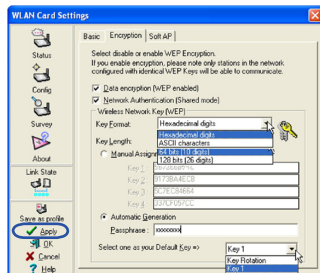 WLAN Card Settings
Status
Config
Survey
About
Link State
Save as profile
Apply
OK
Cancel
? Help
Basic Encryption Soft AP
Select disable or enable WEP Encryption.
If you enable encryption, please note only stations in the network
configured with identical WEP Keys will be able to communicate.
Data encryption (WEP enabled)
Network Authentication (Shared mode)
Wireless Network Key (WEP)
Key Format: Hexadecimal digits
Hexadecimal digits
ASCII characters
Key Length:
64 bits (10 digits)
128 bits (26 digits)
Manual Assign
Key 1:
Key 2: 9173BA4ECB
Key 3: 5C7EC84664
Key 4: 337CF057CC
Automatic Generation
Passphrase : xxxxxxxx
Select one as your Default Key => Key 1
Key Rotation
Key 1